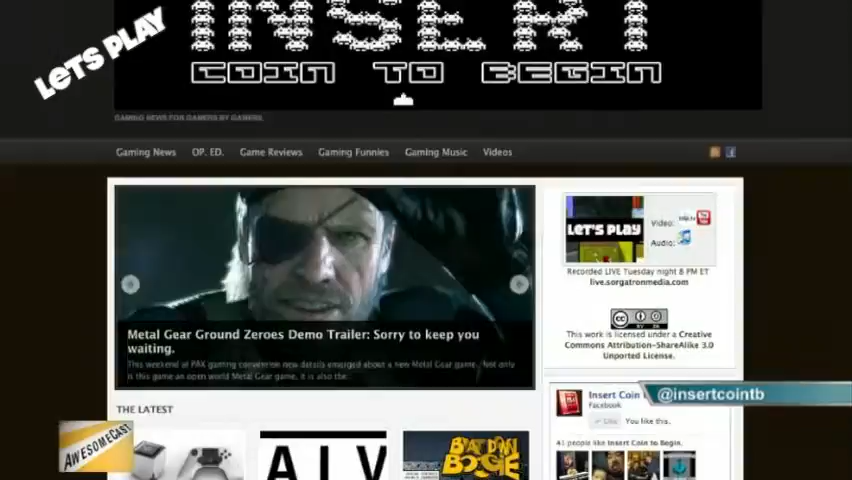 LETS PLAY
INSERT
COIN TO BEGIN
GAMING NEWS FOR GAMERS BY GAMERS.
Gaming News OP. ED. Game Reviews Gaming Funnies Gaming Music Videos
LET'S PLAY
Video:
Audio:
Recorded LIVE Tuesday night 8 PM ET
live.sorgatronmedia.com
Metal Gear Ground Zeroes Demo Trailer: Sorry to keep you
waiting.
This weekend at PAX gaming convention new details emerged about a new Metal Gear game. Not only
is this game an open world Metal Gear game, it is also the...
cc
This work is licensed under a Creative
Commons Attribution-ShareAlike 3.0
Unported License.
Insert Coin
Facebook
@insertcointb
Like You like this.
THE LATEST
41 people like Insert Coin to Begin.
AWESOMECAST
ALIV
BEATDOWN
BOOGIE